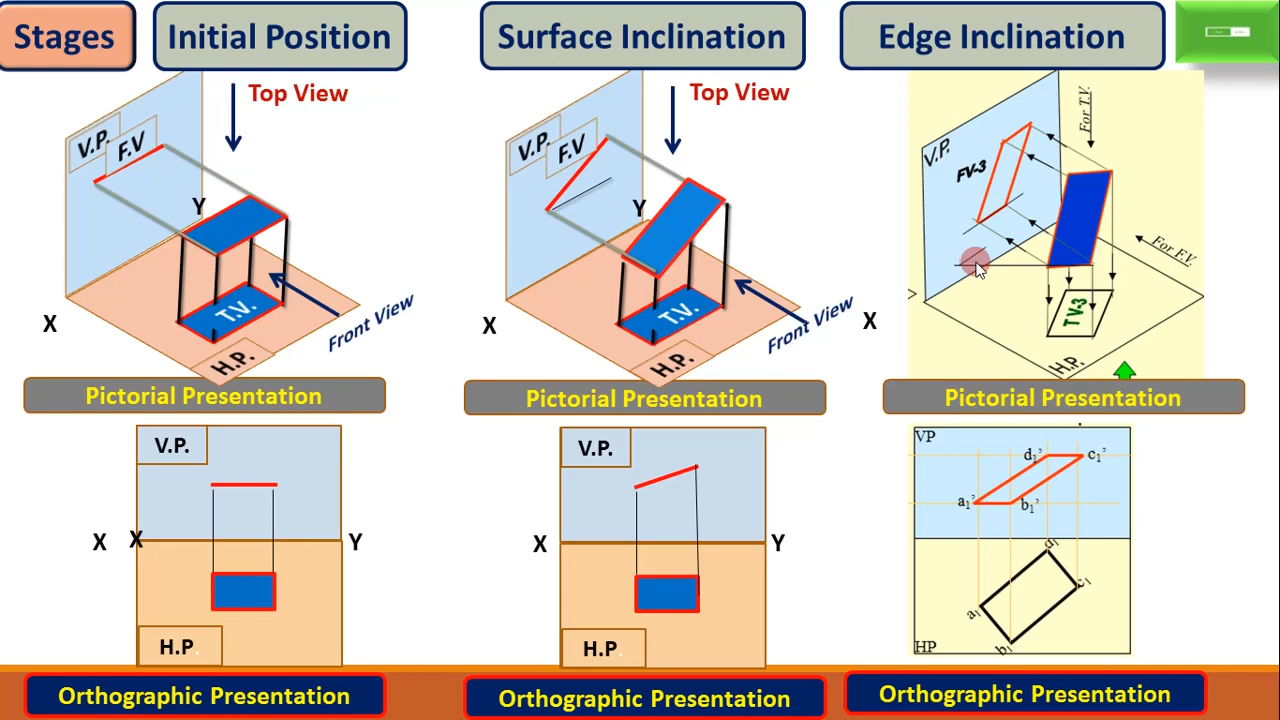 Stages
Initial Position
Surface Inclination
Edge Inclination
Top View
V.P.
F.V
Y
T.V.
X
H.P.
Front View
Pictorial Presentation
Top View
V.P.
F.V
Y
T.V.
X
H.P.
Front View
Pictorial Presentation
For T.V.
V.P.
FV-3
For F.V.
TV-3
X
H.P.
Pictorial Presentation
V.P.
X
X
Y
H.P.
Orthographic Presentation
V.P.
X
Y
H.P.
Orthographic Presentation
VP
d1'
c1'
a1'
b1'
d1
c1
a1
b1
HP
Orthographic Presentation